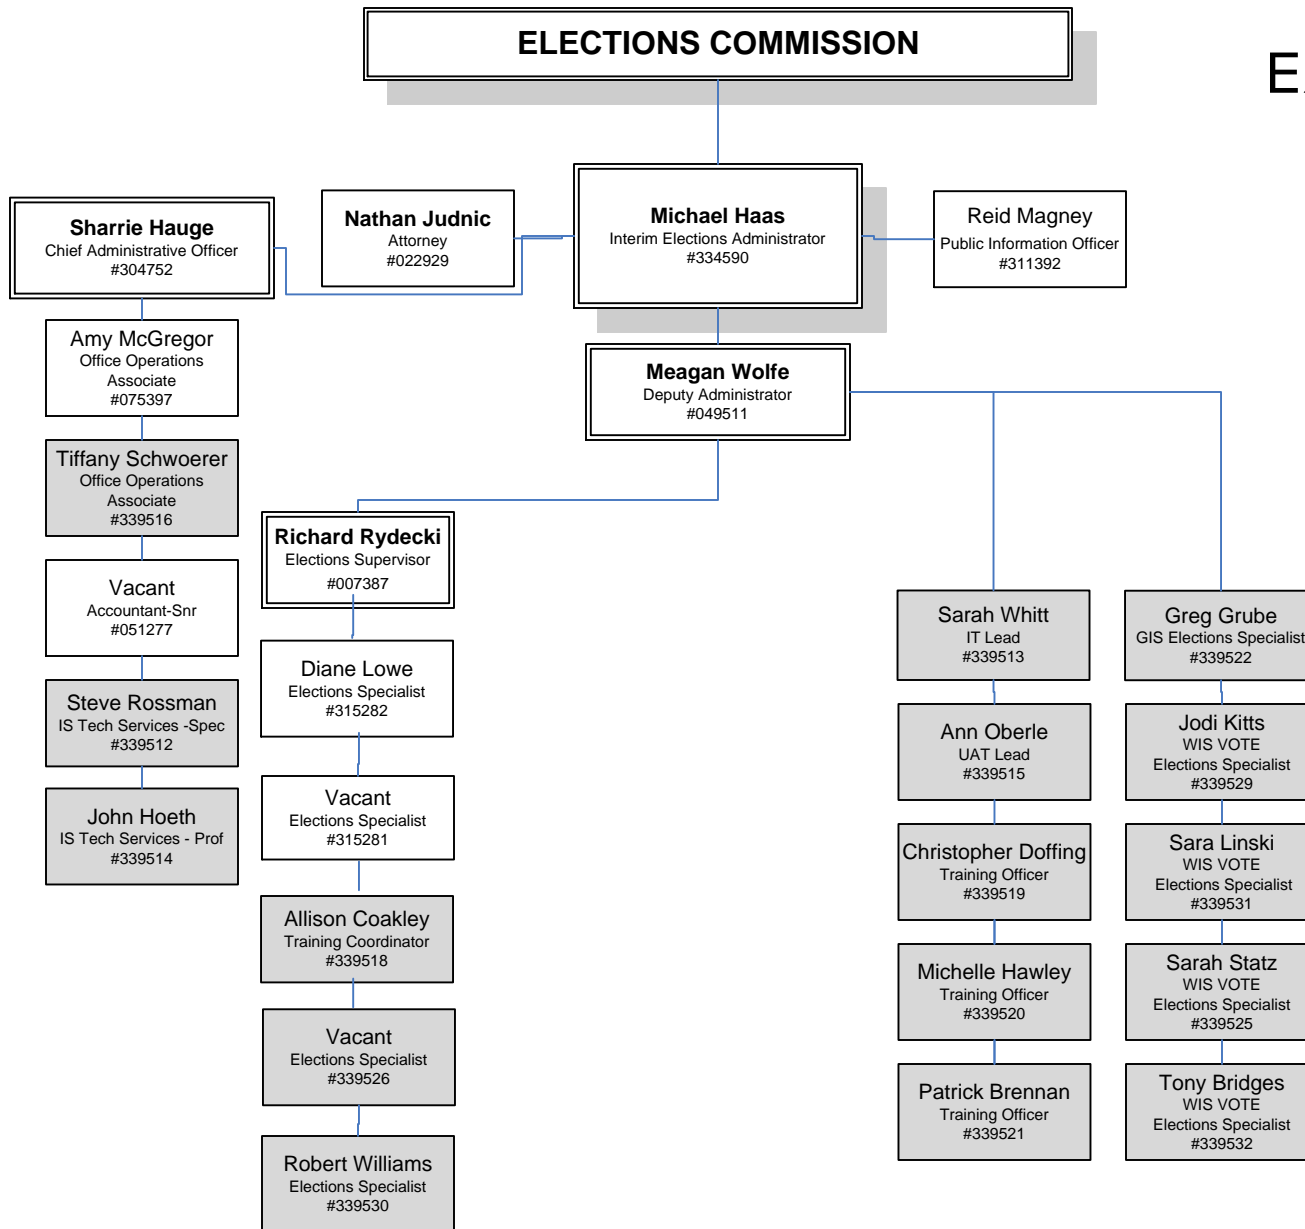 ELECTIONS COMMISSION
Sharrie Hauge
Chief Administrative Officer
#304752
Nathan Judnic
Attorney
#022929
Michael Haas
Interim Elections Administrator
#334590
Reid Magney
Public Information Officer
#311392
Amy McGregor
Office Operations
Associate
#075397
Meagan Wolfe
Deputy Administrator
#049511
Tiffany Schwoerer
Office Operations
Associate
#339516
Vacant
Accountant-Snr
#051277
Steve Rossman
IS Tech Services -Spec
#339512
John Hoeth
IS Tech Services - Prof
#339514
Richard Rydecki
Elections Supervisor
#007387
Diane Lowe
Elections Specialist
#315282
Vacant
Elections Specialist
#315281
Allison Coakley
Training Coordinator
#339518
Vacant
Elections Specialist
#339526
Robert Williams
Elections Specialist
#339530
Sarah Whitt
IT Lead
#339513
Ann Oberle
UAT Lead
#339515
Christopher Doffing
Training Officer
#339519
Michelle Hawley
Training Officer
#339520
Patrick Brennan
Training Officer
#339521
Greg Grube
GIS Elections Specialist
#339522
Jodi Kitts
WIS VOTE
Elections Specialist
#339529
Sara Linski
WIS VOTE
Elections Specialist
#339531
Sarah Statz
WIS VOTE
Elections Specialist
#339525
Tony Bridges
WIS VOTE
Elections Specialist
#339532